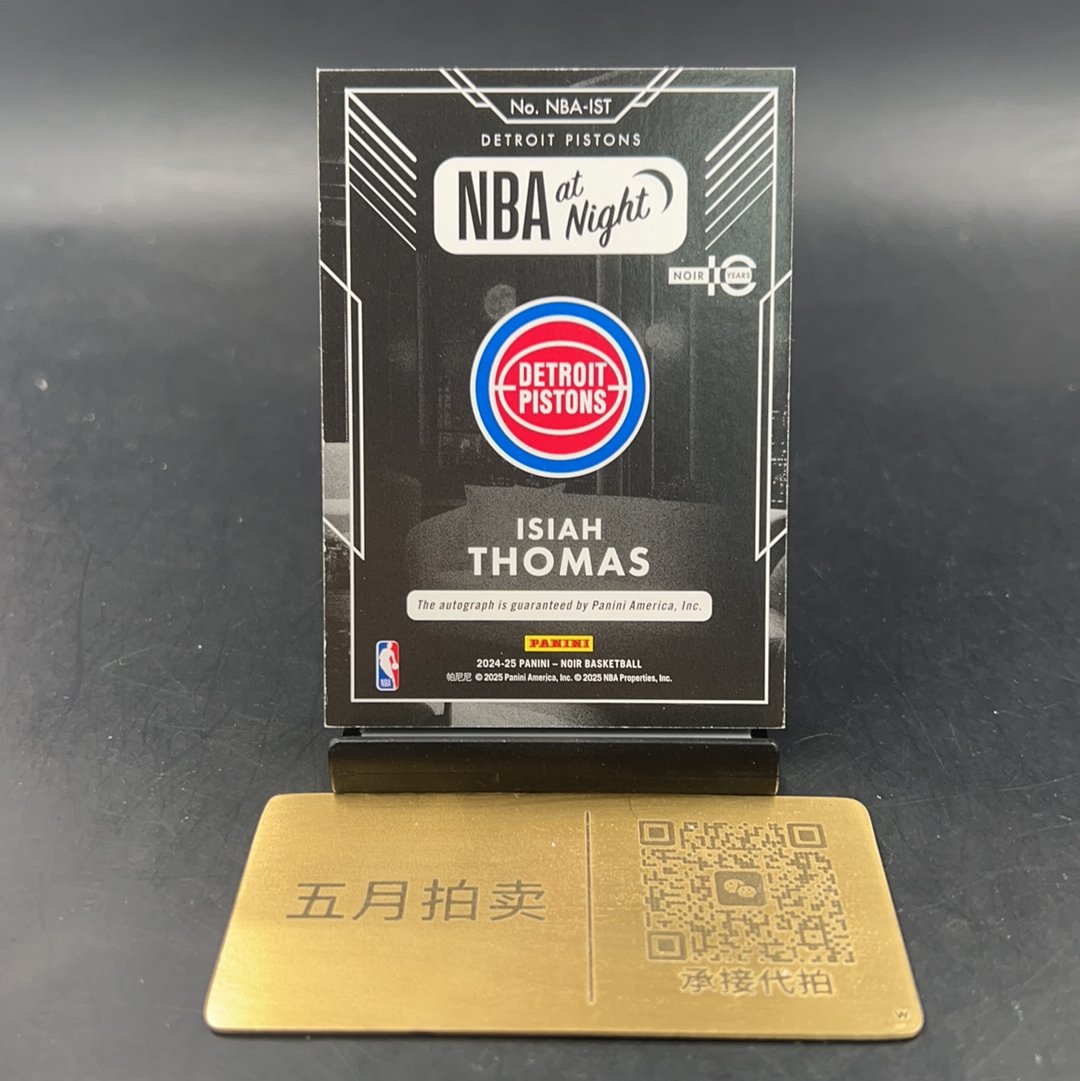 No. NBA-IST
DETROIT PISTONS
NBA at Night
NOIR 10 YEARS
DETROIT
PISTONS
ISIAH
THOMAS
The autograph is guaranteed by Panini America, Inc.
PANINI
2024-25 PANINI – NOIR BASKETBALL
帕尼尼 © 2025 Panini America, Inc. © 2025 NBA Properties, Inc.
NBA
五月拍卖
承接代拍
W